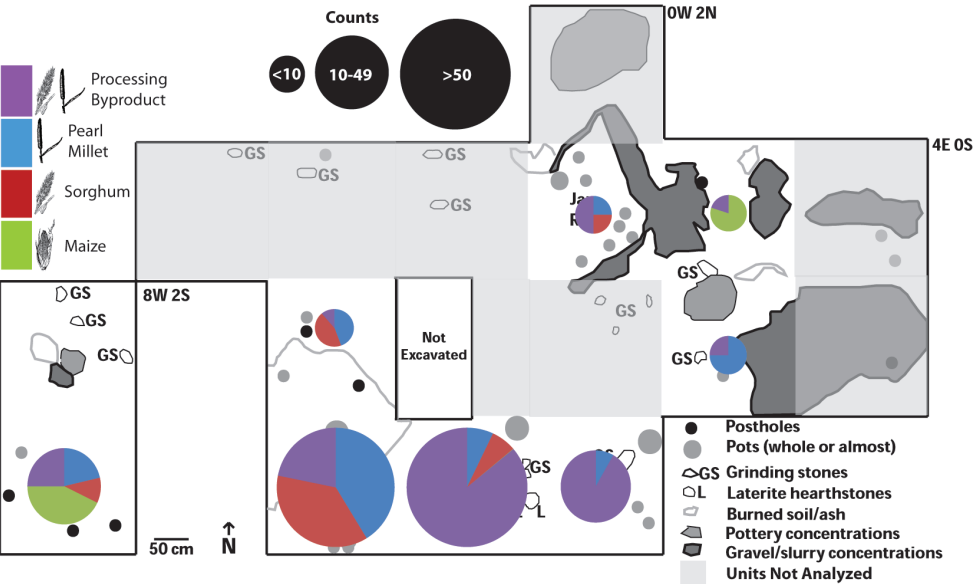 Counts
<10
10-49
>50
Processing
Byproduct
Pearl
Millet
Sorghum
Maize
0W 2N
4E 0S
GS
GS
GS
GS
GS
GS
8W 2S
GS
GS
GS
GS
Not
Excavated
GS
GS
L
50 cm
N
Postholes
Pots (whole or almost)
GS Grinding stones
L Laterite hearthstones
Burned soil/ash
Pottery concentrations
Gravel/slurry concentrations
Units Not Analyzed